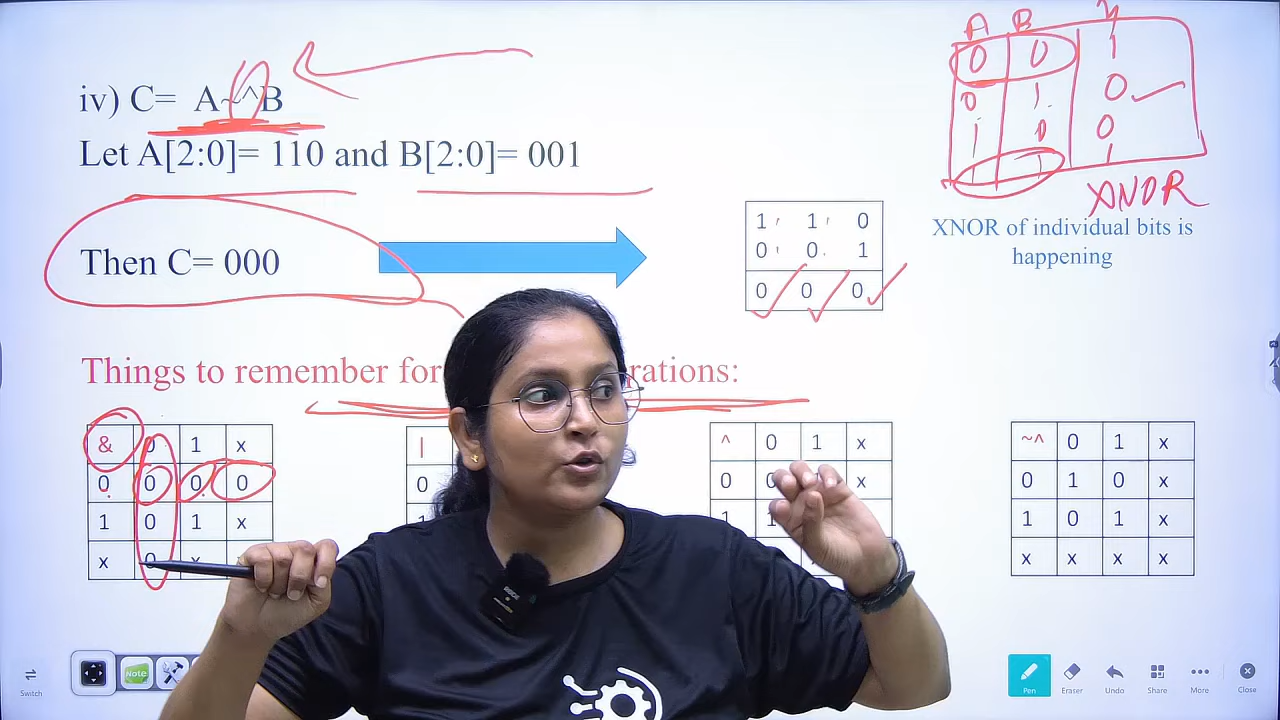 iv) C= A~^B
Let A[2:0]= 110 and B[2:0]= 001
Then C= 000
1 1 0
0 0 1
0 0 0
A B
0 0 1
0 1 0
1 0 0
1 1 1
XNOR
XNOR of individual bits is
happening
Things to remember for rations:
& 0 1 x
0 0 0 0
1 0 1 x
x 0 x
|
0
1
^ 0 1 x
0 0 x
1 1
~^ 0 1 x
0 1 0 x
1 0 1 x
x x x x
Switch
Note
Pen Eraser Undo Share More Close